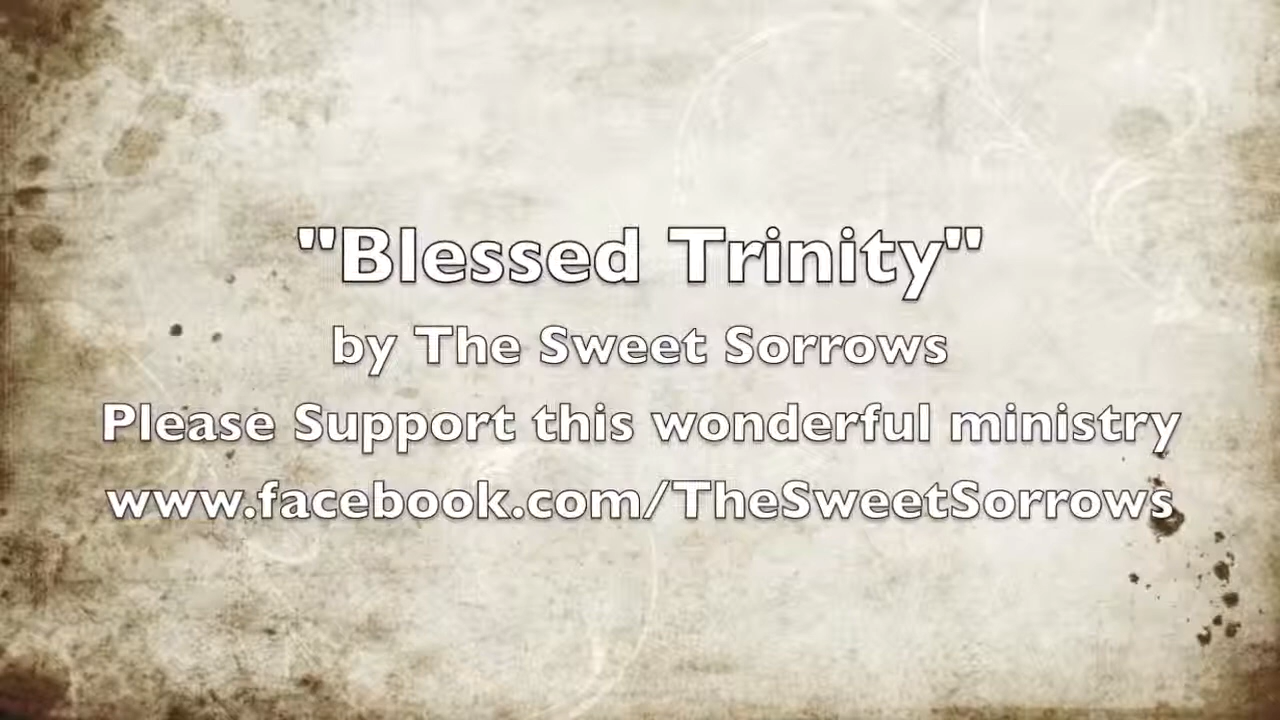 "Blessed Trinity"
by The Sweet Sorrows
Please Support this wonderful ministry
www.facebook.com/TheSweetSorrows